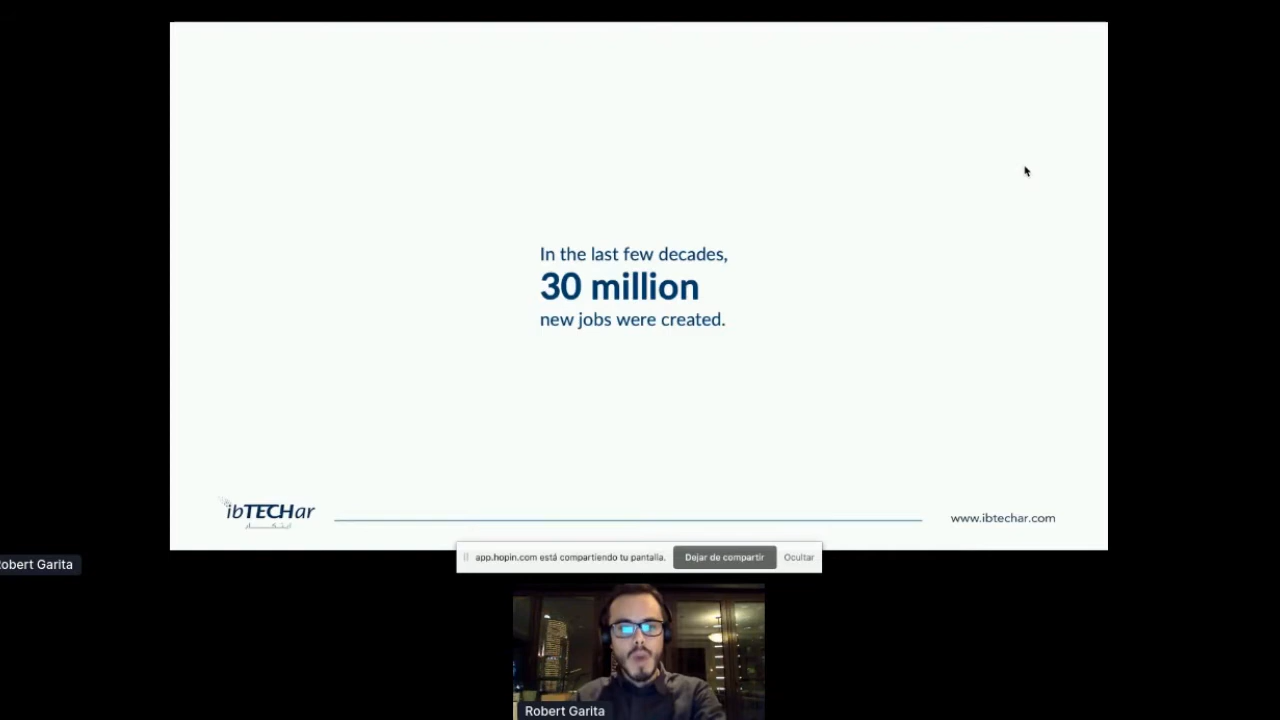 In the last few decades,
30 million
new jobs were created.
ibTECHar
www.ibtechar.com
app.hopin.com está compartiendo tu pantalla.
Dejar de compartir
Ocultar
obert Garita
Robert Garita